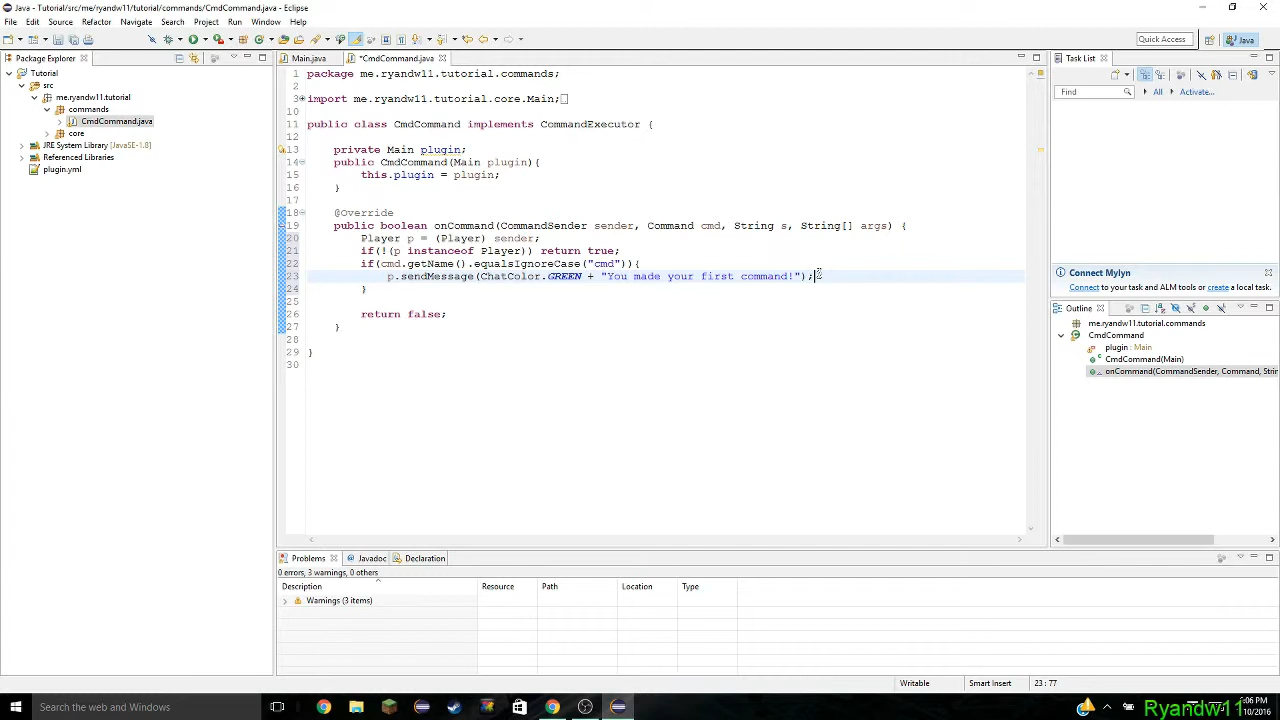 Java - Tutorial/src/me/ryandw11/tutorial/commands/CmdCommand.java - Eclipse
File Edit Source Refactor Navigate Search Project Run Window Help
Quick Access
Java
Package Explorer
Tutorial
src
me.ryandw11.tutorial
commands
CmdCommand.java
core
JRE System Library [JavaSE-1.8]
Referenced Libraries
plugin.yml
Main.java
*CmdCommand.java
1 package me.ryandw11.tutorial.commands;
2
3 import me.ryandw11.tutorial.core.Main;
10
11 public class CmdCommand implements CommandExecutor {
12
13 private Main plugin;
14 public CmdCommand(Main plugin){
15 this.plugin = plugin;
16 }
17
18 @Override
19 public boolean onCommand(CommandSender sender, Command cmd, String s, String[] args) {
20 Player p = (Player) sender;
21 if(!(p instanceof Player)) return true;
22 if(cmd.getName().equalsIgnoreCase("cmd")){
23 p.sendMessage(ChatColor.GREEN + "You made your first command!");
24 }
25
26 return false;
27 }
28
29 }
30
Task List
Find
All
Activate...
Connect Mylyn
Connect to your task and ALM tools or create a local task.
Outline
me.ryandw11.tutorial.commands
CmdCommand
plugin : Main
CmdCommand(Main)
onCommand(CommandSender, Command, Strin
Problems
Javadoc
Declaration
0 errors, 3 warnings, 0 others
Description Resource Path Location Type
Warnings (3 items)
Writable
Smart Insert
23 : 77
Search the web and Windows
:06 PM
10/2016
Ryandw11